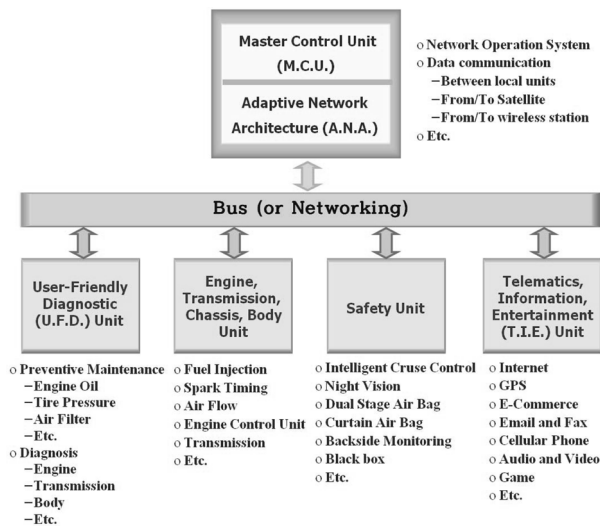 Master Control Unit
(M.C.U.)
Adaptive Network
Architecture (A.N.A.)
o Network Operation System
o Data communication
−Between local units
−From/To Satellite
−From/To wireless station
o Etc.
Bus (or Networking)
User-Friendly
Diagnostic
(U.F.D.) Unit
o Preventive Maintenance
−Engine Oil
−Tire Pressure
−Air Filter
−Etc.
o Diagnosis
−Engine
−Transmission
−Body
−Etc.
Engine,
Transmission,
Chassis, Body
Unit
o Fuel Injection
o Spark Timing
o Air Flow
o Engine Control Unit
o Transmission
o Etc.
Safety Unit
o Intelligent Cruse Control
o Night Vision
o Dual Stage Air Bag
o Curtain Air Bag
o Backside Monitoring
o Black box
o Etc.
Telematics,
Information,
Entertainment
(T.I.E.) Unit
o Internet
o GPS
o E-Commerce
o Email and Fax
o Cellular Phone
o Audio and Video
o Game
o Etc.